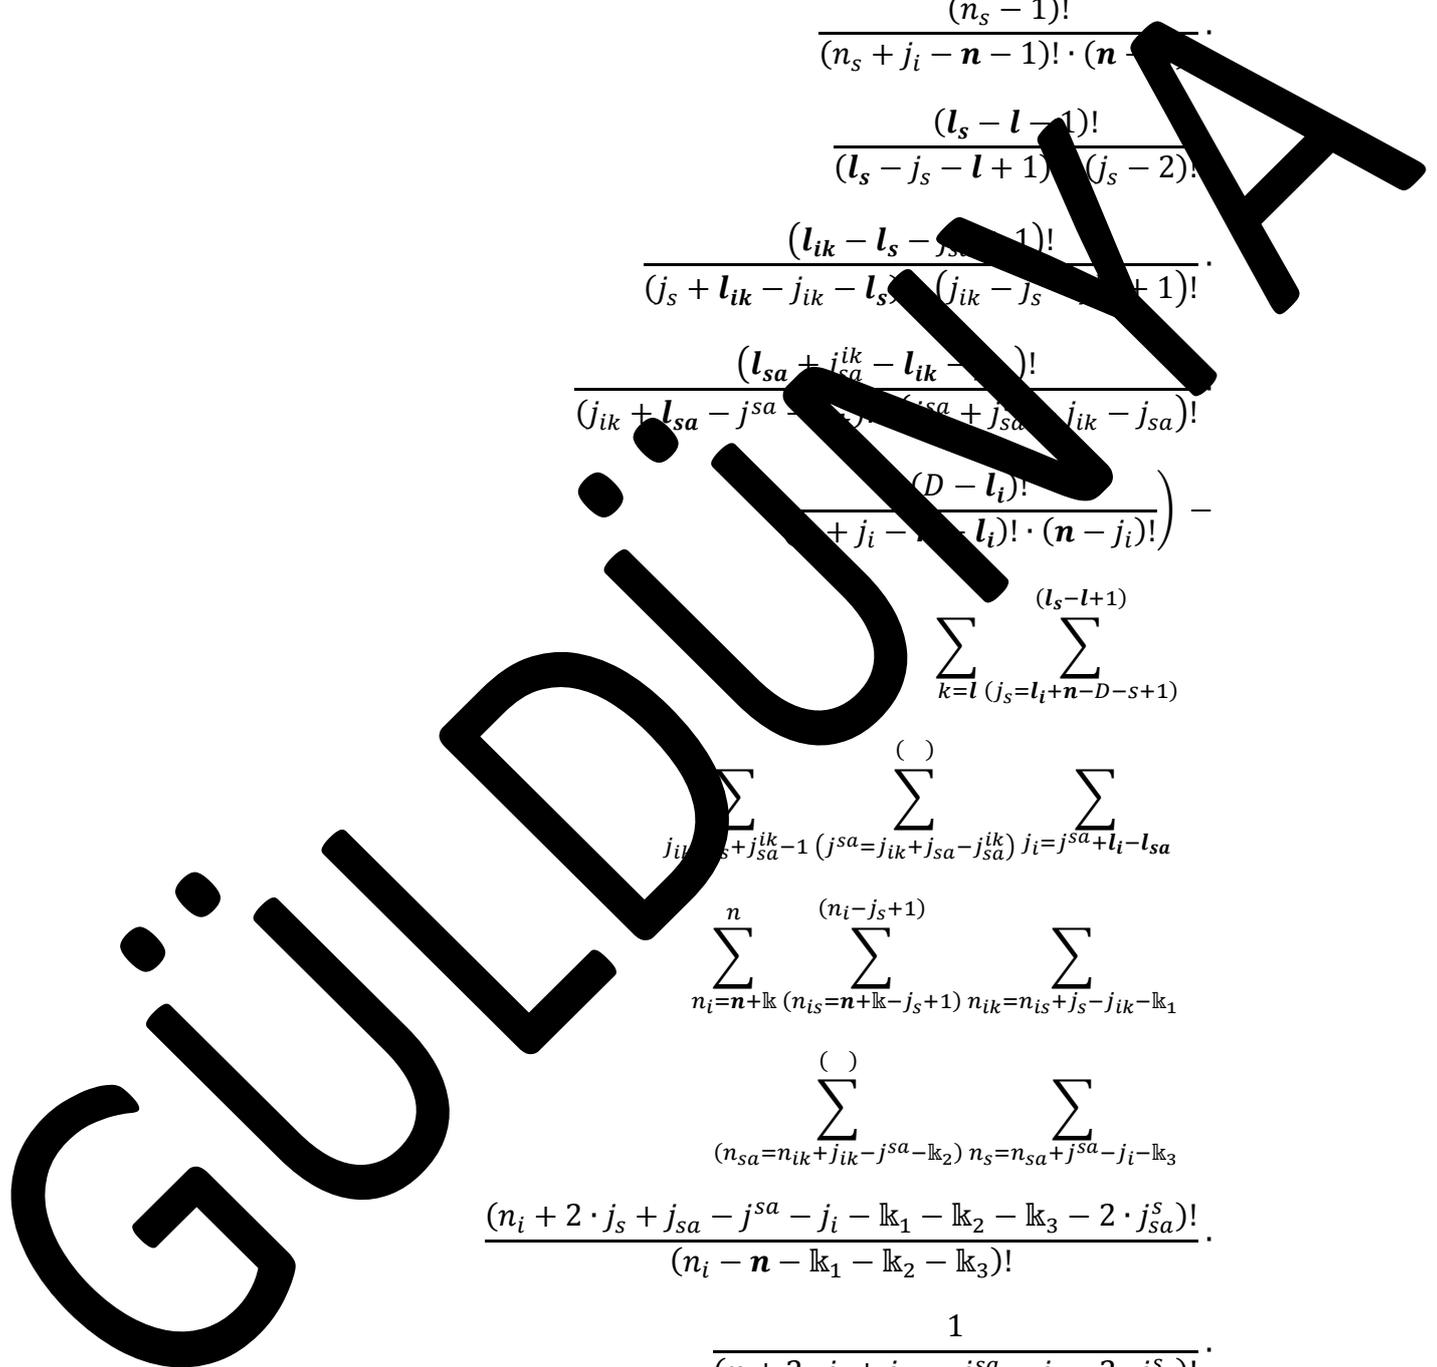 (n_s − 1)!
(n_s + j_i − n − 1)! · (n
(l_s − l − 1)!
(l_s − j_s − l + 1) (j_s − 2)!
(l_ik − l_s − 1)!
(j_s + l_ik − j_ik − l_s) (j_ik − j_s + 1)!
(l_sa + j_sa^ik − l_ik − )!
(j_ik + l_sa − j^sa + j_ik − j_sa)!
(D − l_i)!
+ j_i − l_i)! · (n − j_i)! ) −
(l_s−l+1)
∑ ∑
k=l (j_s=l_i+n−D−s+1)
( )
∑ ∑ ∑
+j_sa^ik−1 (j^sa=j_ik+j_sa−j_sa^ik) j_i=j^sa+l_i−l_sa
n (n_i−j_s+1)
∑ ∑ ∑
n_i=n+𝕜 (n_is=n+𝕜−j_s+1) n_ik=n_is+j_s−j_ik−𝕜_1
( )
∑ ∑
(n_sa=n_ik+j_ik−j^sa−𝕜_2) n_s=n_sa+j^sa−j_i−𝕜_3
(n_i + 2 · j_s + j_sa − j^sa − j_i − 𝕜_1 − 𝕜_2 − 𝕜_3 − 2 · j_sa^s)!
(n_i − n − 𝕜_1 − 𝕜_2 − 𝕜_3)!
1
GÜLDÜNYA